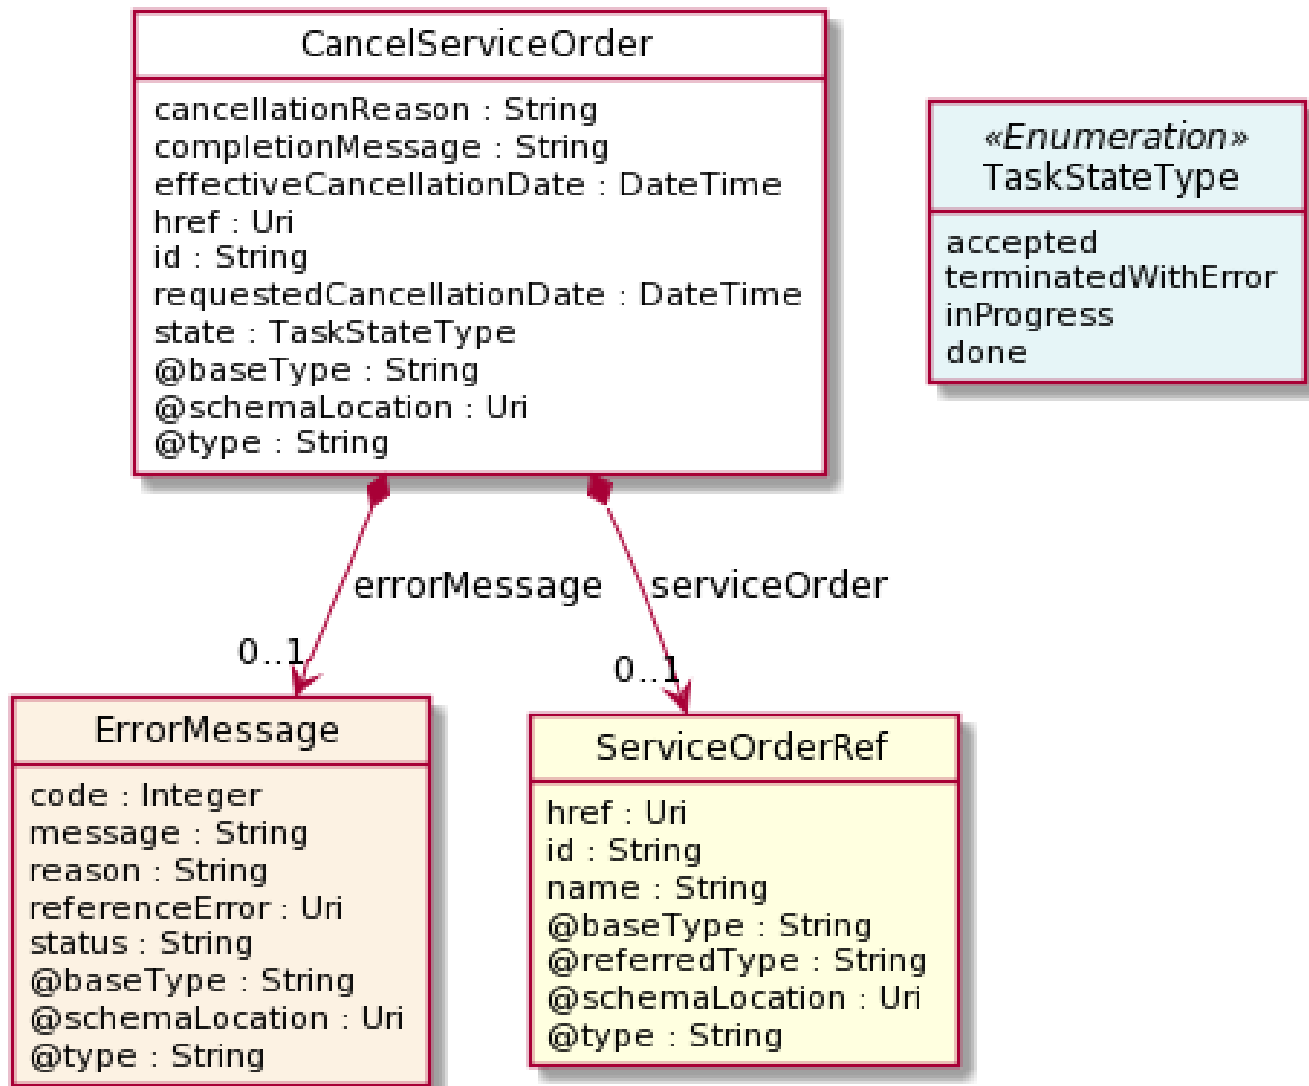 CancelServiceOrder
cancellationReason : String
completionMessage : String
effectiveCancellationDate : DateTime
href : Uri
id : String
requestedCancellationDate : DateTime
state : TaskStateType
@baseType : String
@schemaLocation : Uri
@type : String
«Enumeration»
TaskStateType
accepted
terminatedWithError
inProgress
done
errorMessage
serviceOrder
0..1
0..1
ErrorMessage
code : Integer
message : String
reason : String
referenceError : Uri
status : String
@baseType : String
@schemaLocation : Uri
@type : String
ServiceOrderRef
href : Uri
id : String
name : String
@baseType : String
@referredType : String
@schemaLocation : Uri
@type : String